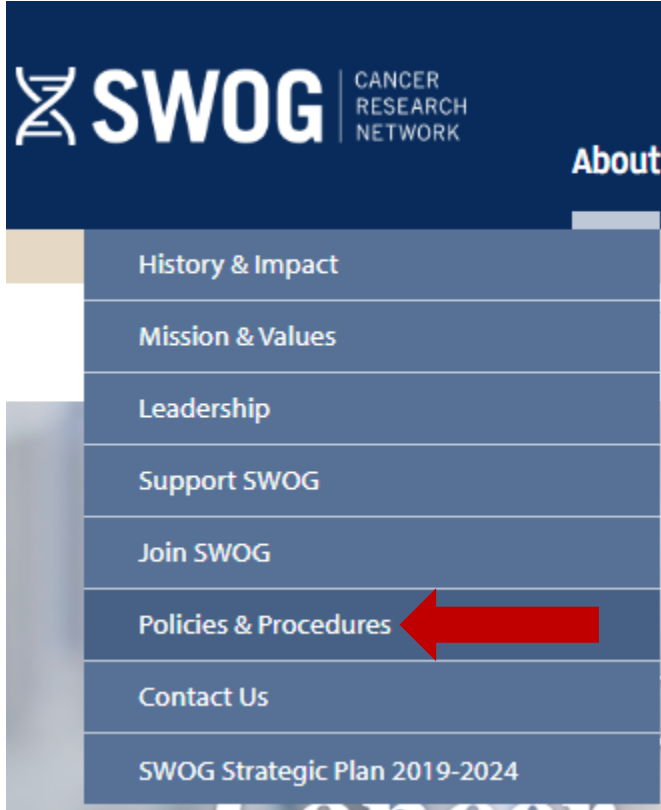 SWOG
CANCER
RESEARCH
NETWORK
About
History & Impact
Mission & Values
Leadership
Support SWOG
Join SWOG
Policies & Procedures
Contact Us
SWOG Strategic Plan 2019-2024